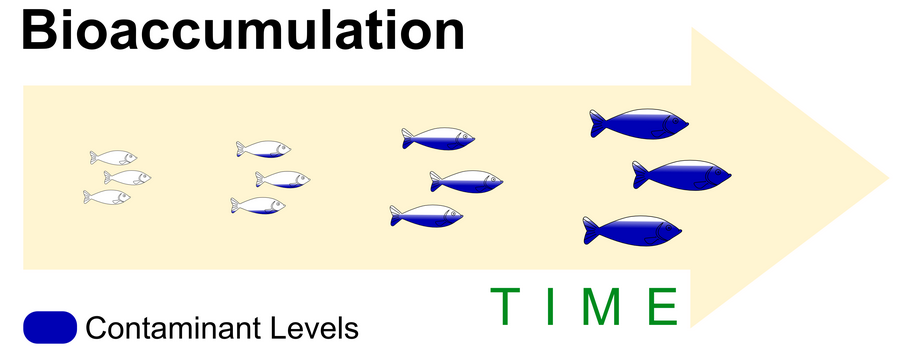 Bioaccumulation
T I M E
Contaminant Levels